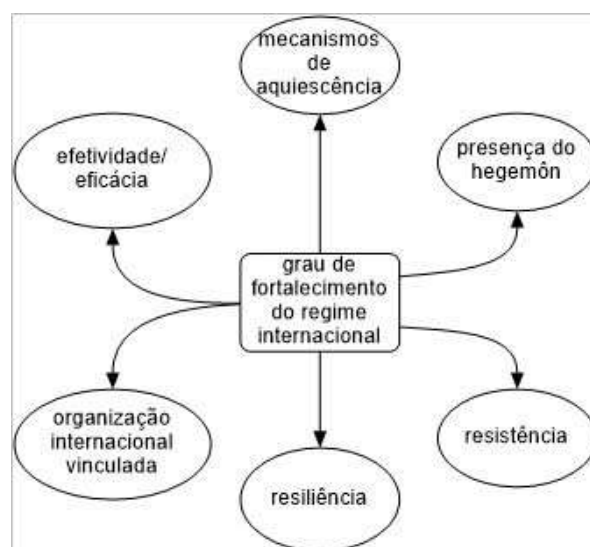 mecanismos
de
aquiescência
efetividade/
eficácia
presença do
hegemôn
grau de
fortalecimento
do regime
internacional
organização
internacional
vinculada
resistência
resiliência